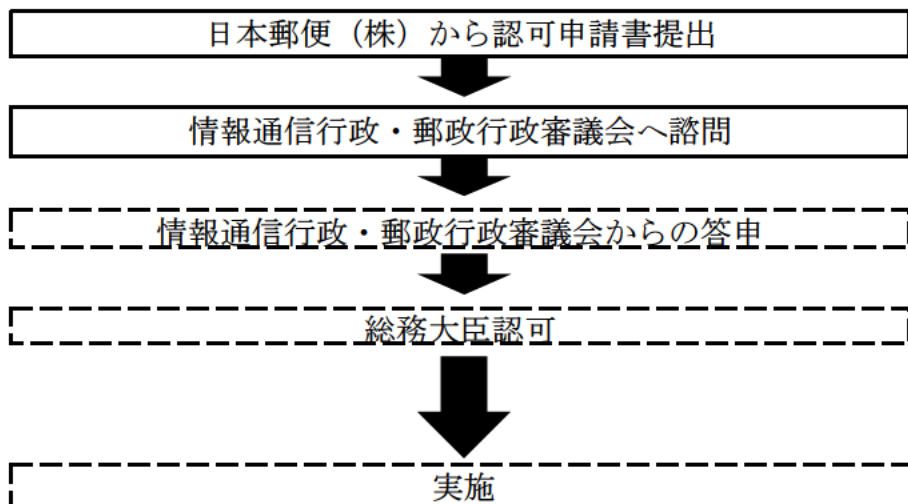 日本郵便（株）から認可申請書提出
情報通信行政・郵政行政審議会へ諮問
情報通信行政・郵政行政審議会からの答申
総務大臣認可
実施